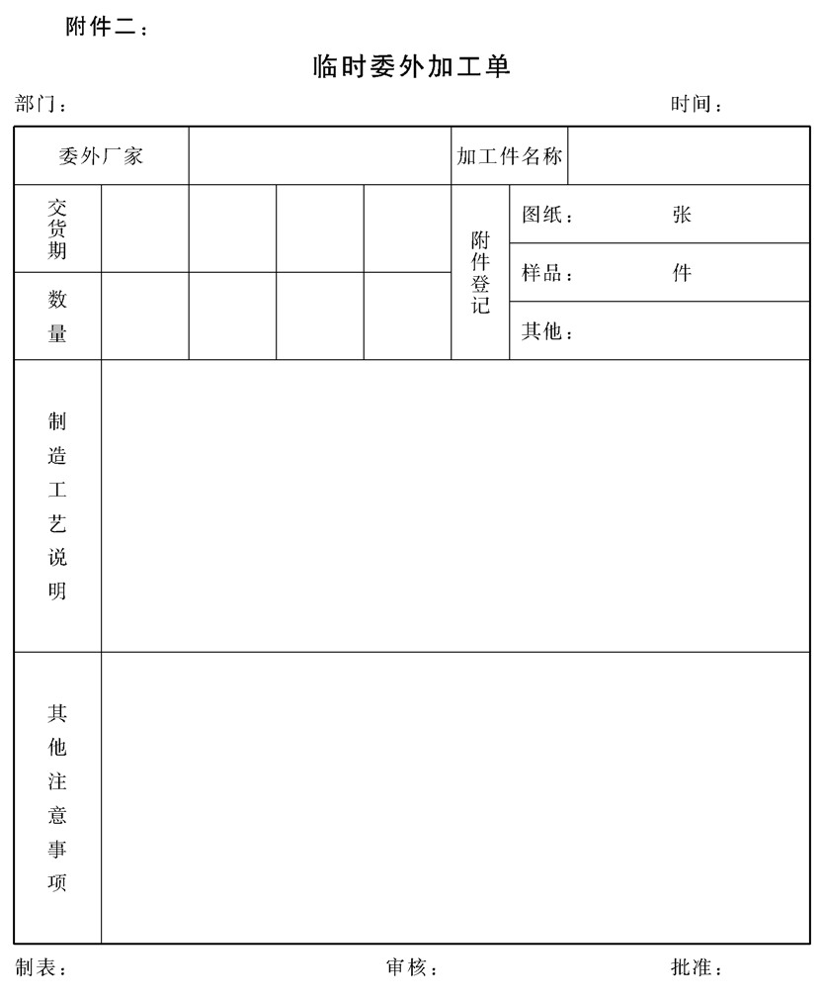 附件二：
临时委外加工单
部门： 时间：
委外厂家 加工件名称
交货期
附件登记
图纸： 张
样品： 件
数量
其他：
制造工艺说明
其他注意事项
制表： 审核： 批准：